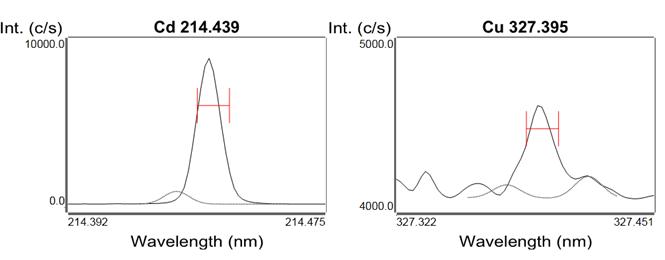 Int. (c/s) Cd 214.439
10000.0
0.0
214.392 214.475
Wavelength (nm)
Int. (c/s) Cu 327.395
5000.0
4000.0
327.322 327.451
Wavelength (nm)